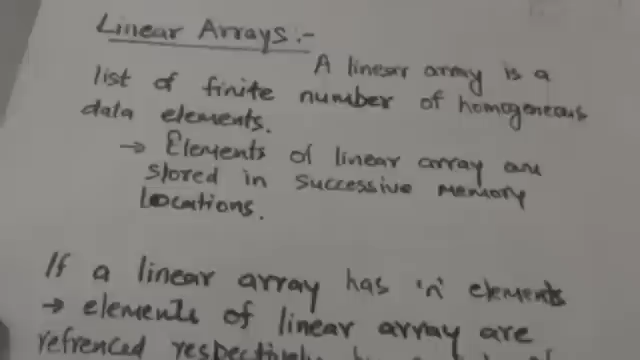 Linear Arrays:-
A linear array is a
list of finite number of homogeneous
data elements.
→ Elements of linear array are
stored in successive memory
Locations.
If a linear array has 'n' elements
→ elements of linear array are
refrenced respectively